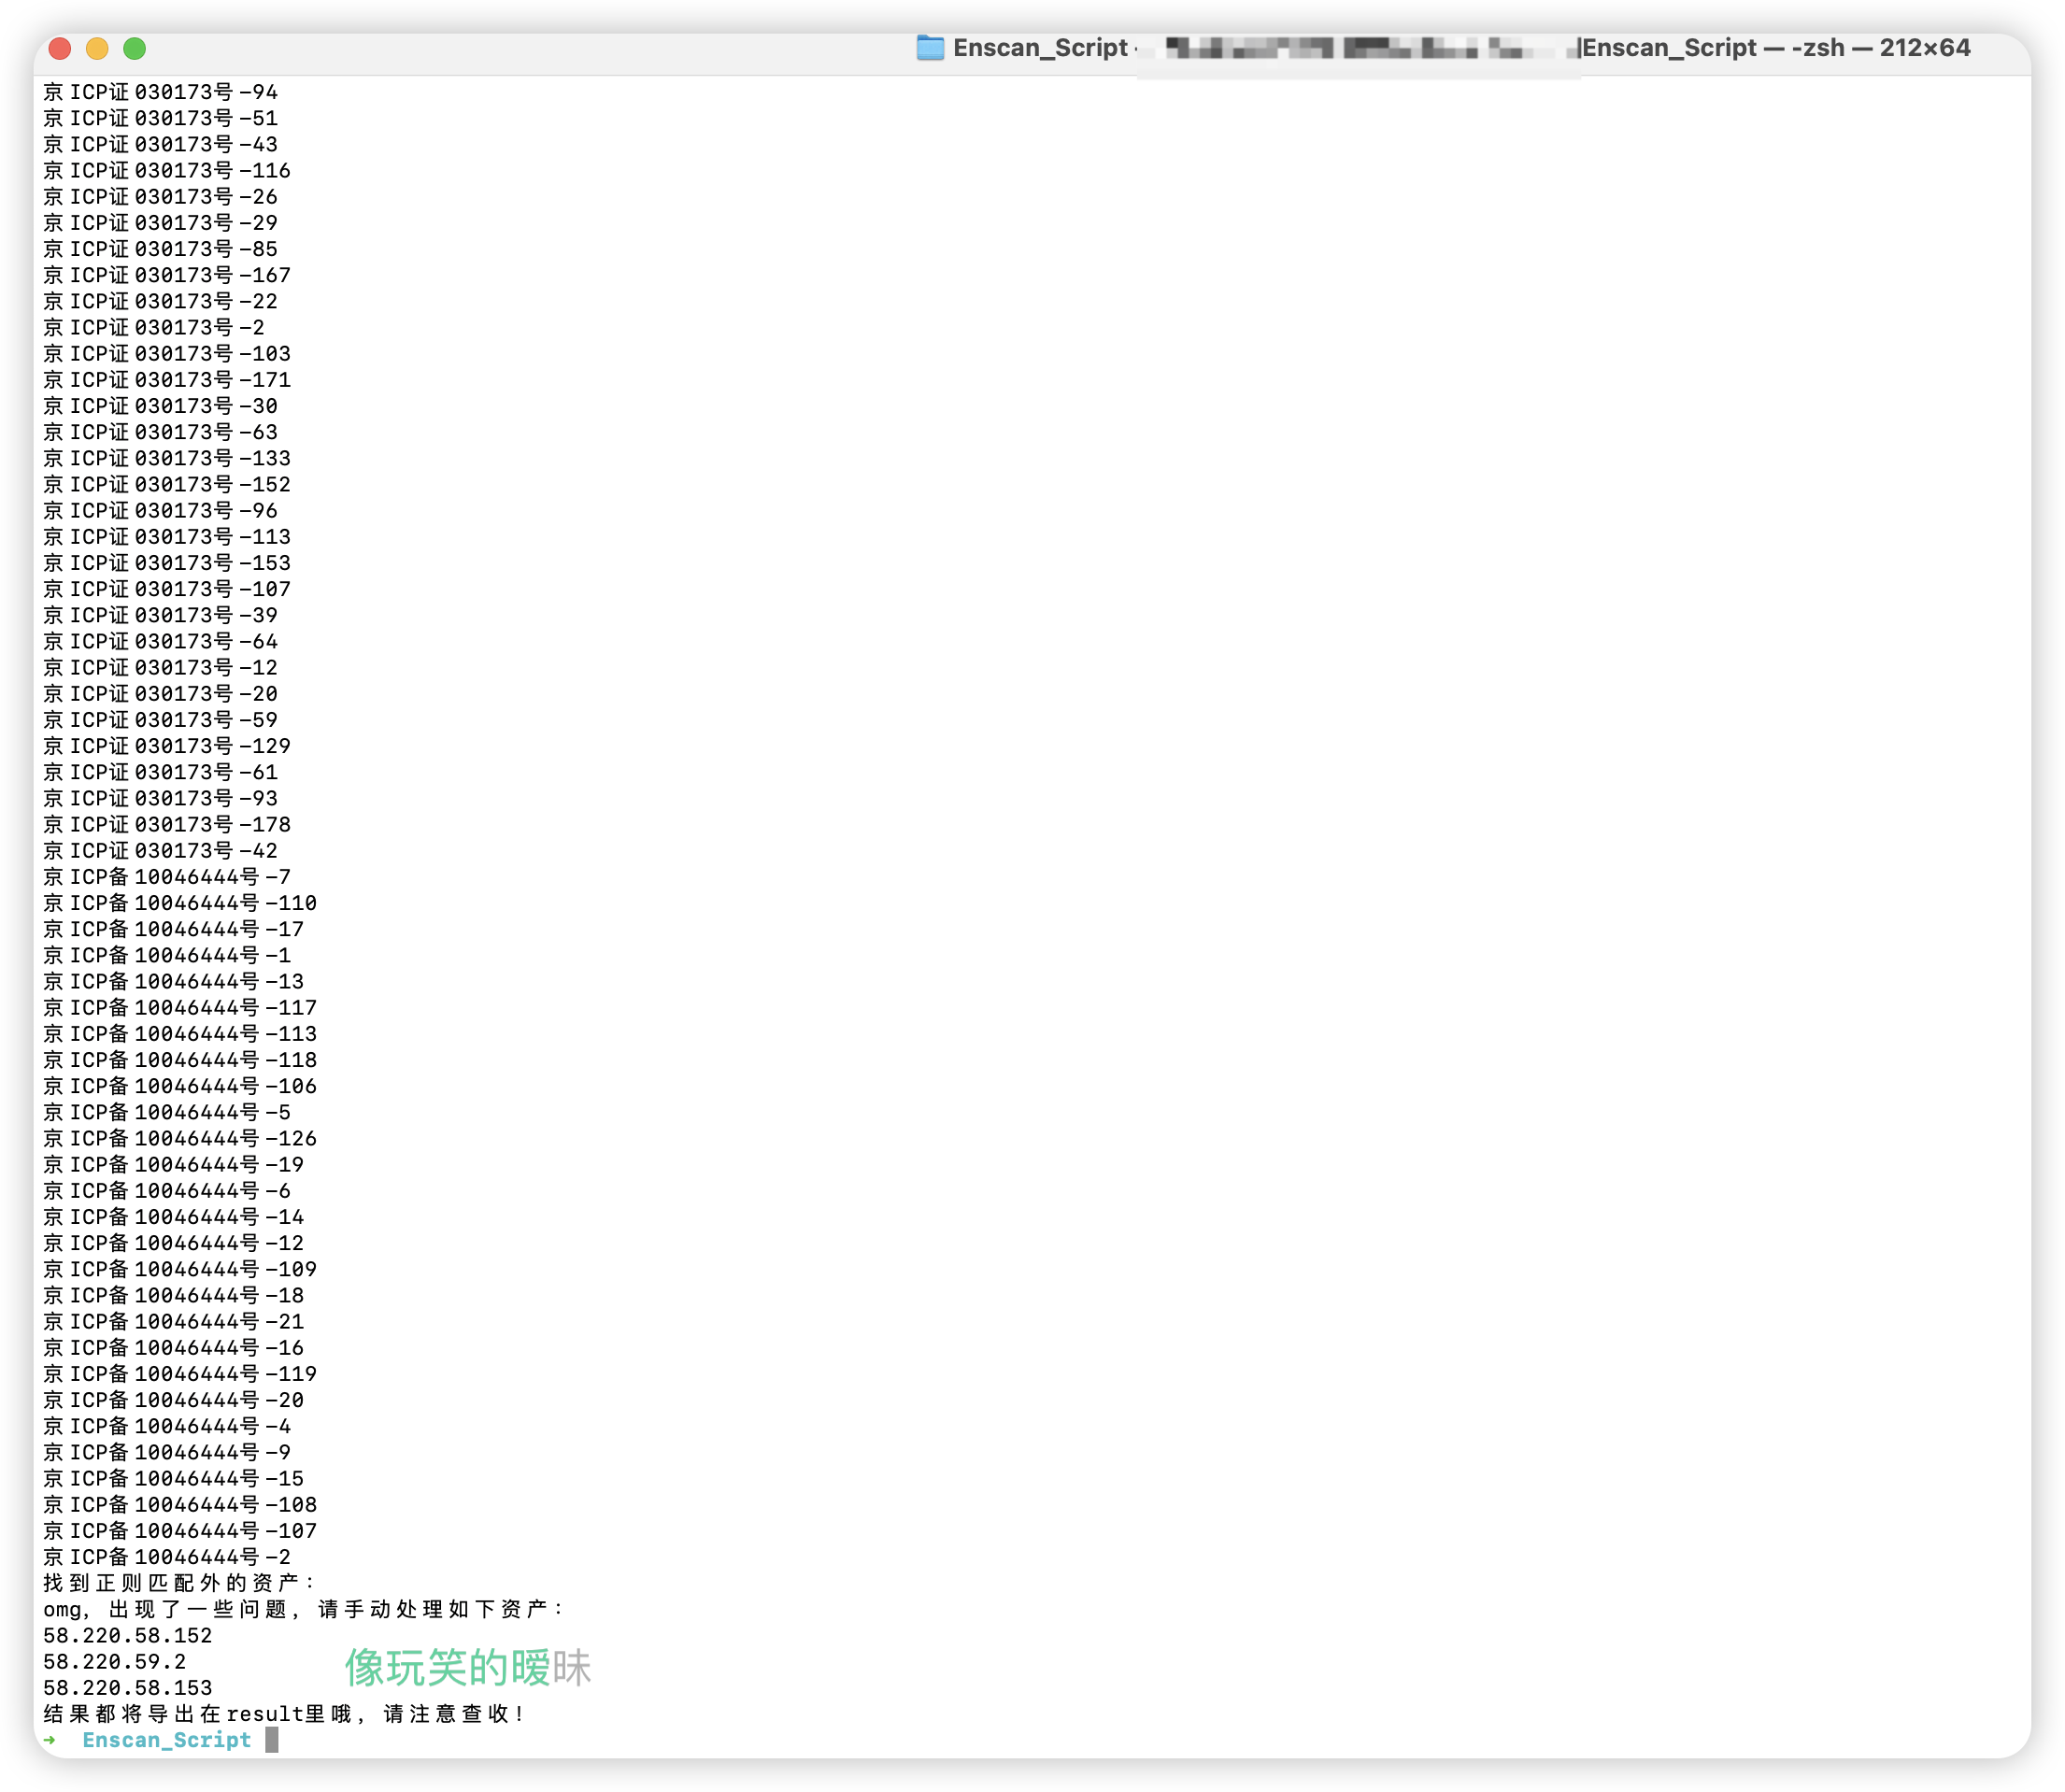 Enscan_Script - Enscan_Script — -zsh — 212×64
京ICP证030173号-94
京ICP证030173号-51
京ICP证030173号-43
京ICP证030173号-116
京ICP证030173号-26
京ICP证030173号-29
京ICP证030173号-85
京ICP证030173号-167
京ICP证030173号-22
京ICP证030173号-2
京ICP证030173号-103
京ICP证030173号-171
京ICP证030173号-30
京ICP证030173号-63
京ICP证030173号-133
京ICP证030173号-152
京ICP证030173号-96
京ICP证030173号-113
京ICP证030173号-153
京ICP证030173号-107
京ICP证030173号-39
京ICP证030173号-64
京ICP证030173号-12
京ICP证030173号-20
京ICP证030173号-59
京ICP证030173号-129
京ICP证030173号-61
京ICP证030173号-93
京ICP证030173号-178
京ICP证030173号-42
京ICP备10046444号-7
京ICP备10046444号-110
京ICP备10046444号-17
京ICP备10046444号-1
京ICP备10046444号-13
京ICP备10046444号-117
京ICP备10046444号-113
京ICP备10046444号-118
京ICP备10046444号-106
京ICP备10046444号-5
京ICP备10046444号-126
京ICP备10046444号-19
京ICP备10046444号-6
京ICP备10046444号-14
京ICP备10046444号-12
京ICP备10046444号-109
京ICP备10046444号-18
京ICP备10046444号-21
京ICP备10046444号-16
京ICP备10046444号-119
京ICP备10046444号-20
京ICP备10046444号-4
京ICP备10046444号-9
京ICP备10046444号-15
京ICP备10046444号-108
京ICP备10046444号-107
京ICP备10046444号-2
找到正则匹配外的资产：
omg，出现了一些问题，请手动处理如下资产：
58.220.58.152
58.220.59.2
像玩笑的暧昧
58.220.58.153
结果都将导出在result里哦，请注意查收！
➜ Enscan_Script